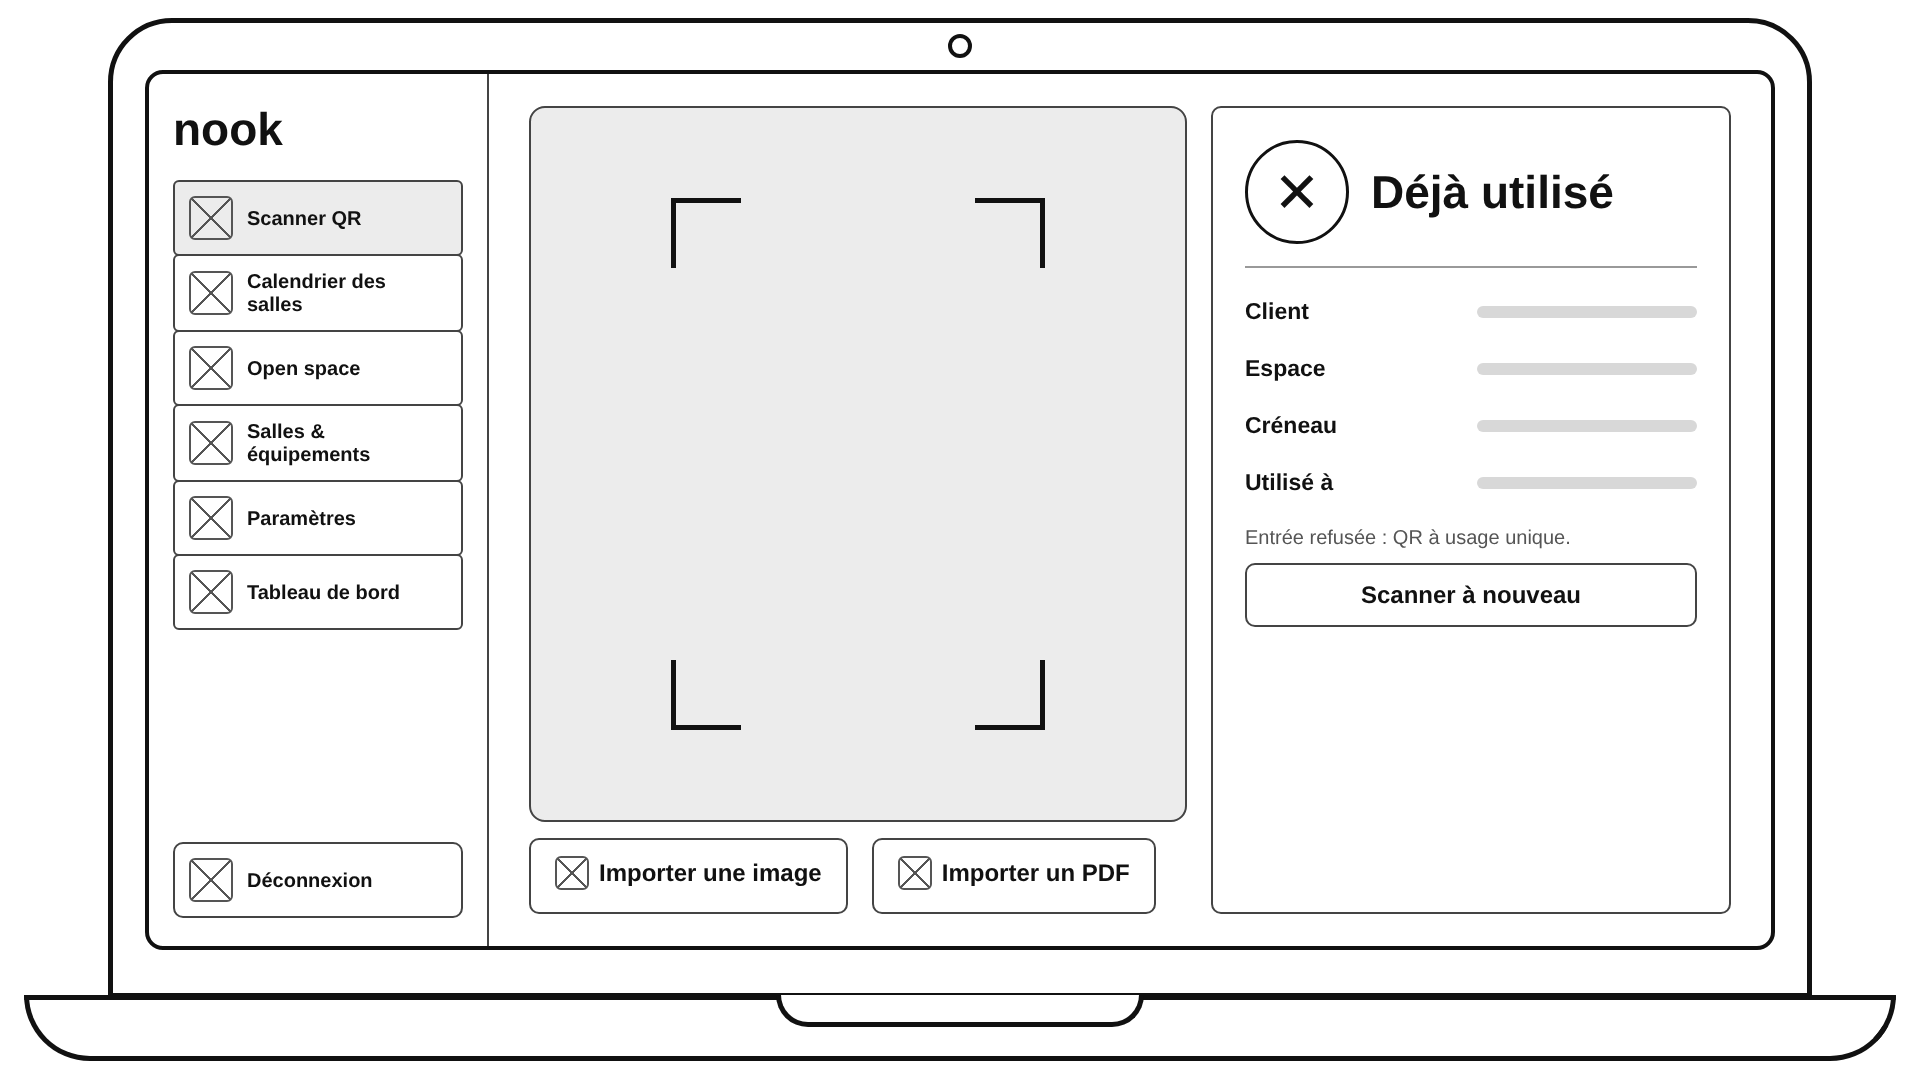 nook
Scanner QR
Calendrier des
salles
Open space
Salles &
équipements
Paramètres
Tableau de bord
Déconnexion
Importer une image
Importer un PDF
Déjà utilisé
Client
Espace
Créneau
Utilisé à
Entrée refusée : QR à usage unique.
Scanner à nouveau